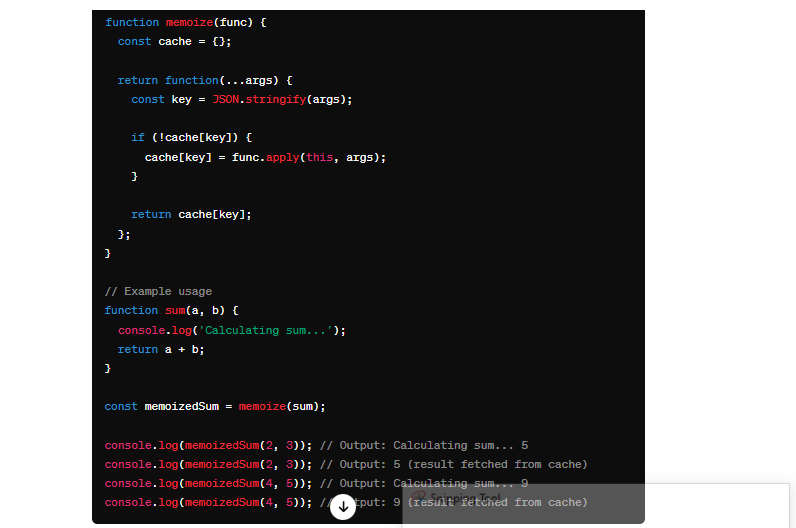 function memoize(func) {
  const cache = {};

  return function(...args) {
    const key = JSON.stringify(args);

    if (!cache[key]) {
      cache[key] = func.apply(this, args);
    }

    return cache[key];
  };
}

// Example usage
function sum(a, b) {
  console.log('Calculating sum...');
  return a + b;
}

const memoizedSum = memoize(sum);

console.log(memoizedSum(2, 3)); // Output: Calculating sum... 5
console.log(memoizedSum(2, 3)); // Output: 5 (result fetched from cache)
console.log(memoizedSum(4, 5)); // Output: Calculating sum... 9
console.log(memoizedSum(4, 5)); // tput: 9 (result fetched from cache)
Snipping Tool